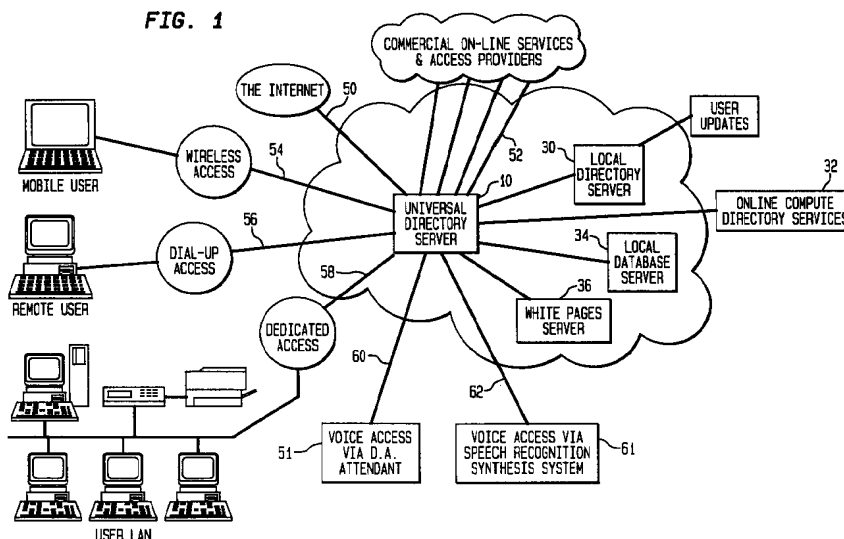 FIG. 1
COMMERCIAL ON-LINE SERVICES
& ACCESS PROVIDERS
THE INTERNET
50
USER
UPDATES
52
30
LOCAL
DIRECTORY
SERVER
WIRELESS
ACCESS
54
MOBILE USER
10
UNIVERSAL
DIRECTORY
SERVER
32
ONLINE COMPUTE
DIRECTORY SERVICES
56
DIAL-UP
ACCESS
34
LOCAL
DATABASE
SERVER
58
REMOTE USER
36
WHITE PAGES
SERVER
DEDICATED
ACCESS
60
62
51
VOICE ACCESS
VIA D.A.
ATTENDANT
VOICE ACCESS VIA
SPEECH RECOGNITION
SYNTHESIS SYSTEM
61
USER LAN